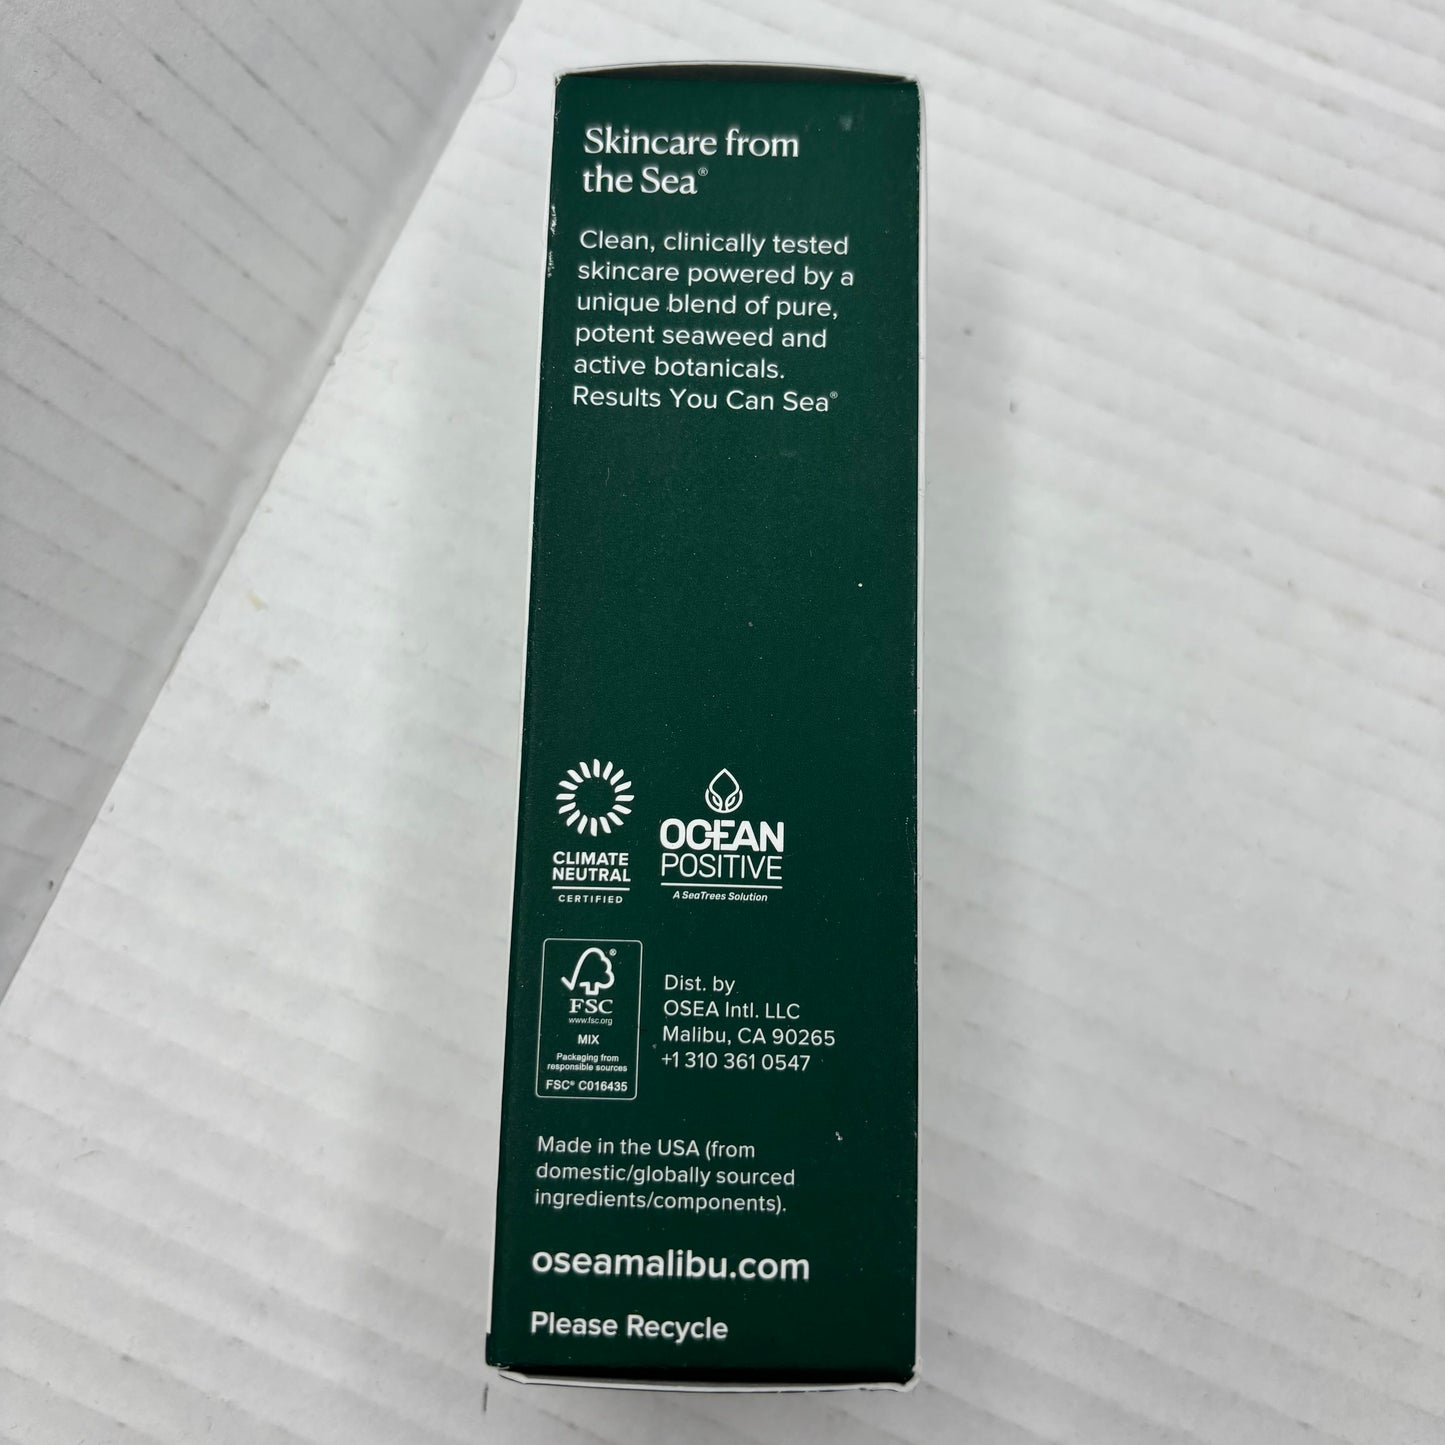 Skincare from
the Sea®
Clean, clinically tested
skincare powered by a
unique blend of pure,
potent seaweed and
active botanicals.
Results You Can Sea®
CLIMATE
NEUTRAL
CERTIFIED
OCEAN
POSITIVE
A SeaTrees Solution
®
FSC
www.fsc.org
MIX
Packaging from
responsible sources
FSC® C016435
Dist. by
OSEA Intl. LLC
Malibu, CA 90265
+1 310 361 0547
Made in the USA (from
domestic/globally sourced
ingredients/components).
oseamalibu.com
Please Recycle